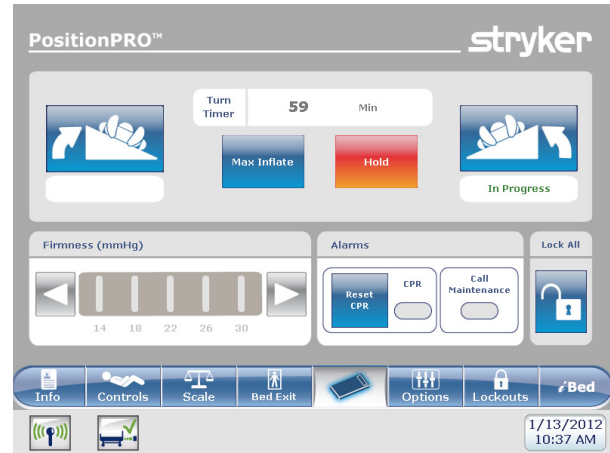 PositionPRO™
stryker
Turn
Timer
59
Min
Max Inflate
Hold
In Progress
Firmness (mmHg)
14 18 22 26 30
Alarms
Reset
CPR
CPR
Call
Maintenance
Lock All
Info
Controls
Scale
Bed Exit
Options
Lockouts
iBed
1/13/2012
10:37 AM